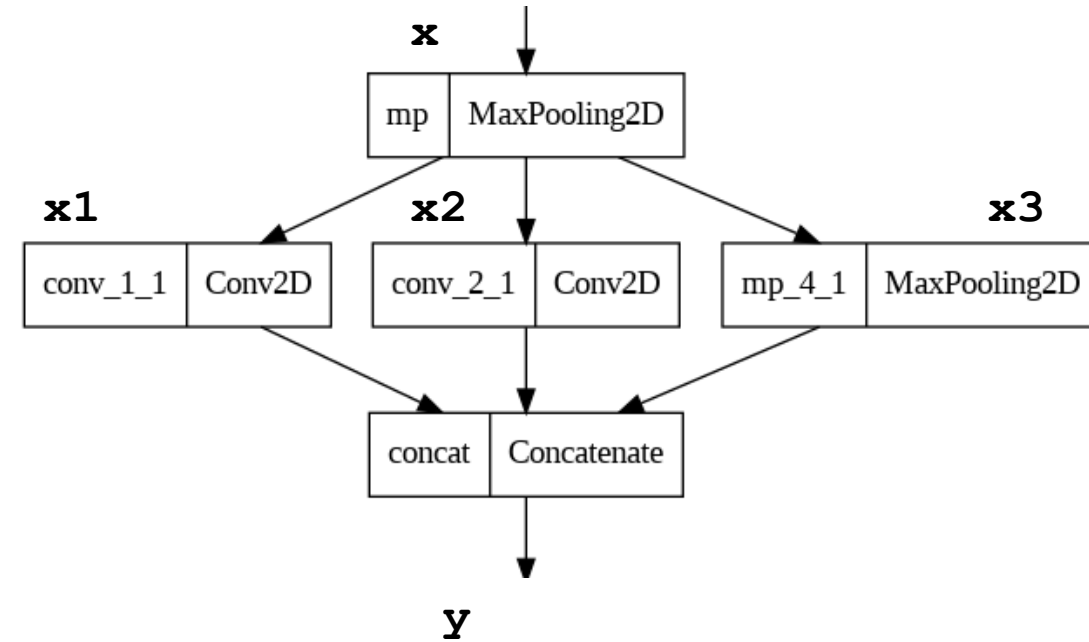 x
mp MaxPooling2D
x1 x2 x3
conv_1_1 Conv2D conv_2_1 Conv2D mp_4_1 MaxPooling2D
concat Concatenate
y